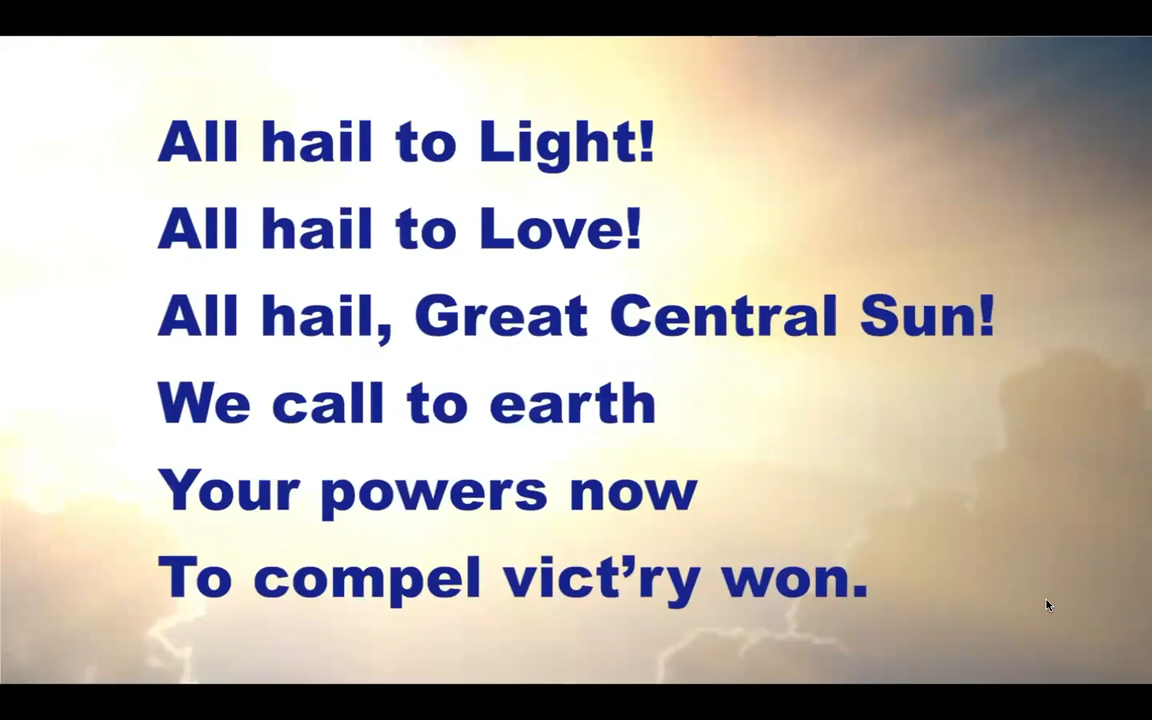 All hail to Light!
All hail to Love!
All hail, Great Central Sun!
We call to earth
Your powers now
To compel vict’ry won.